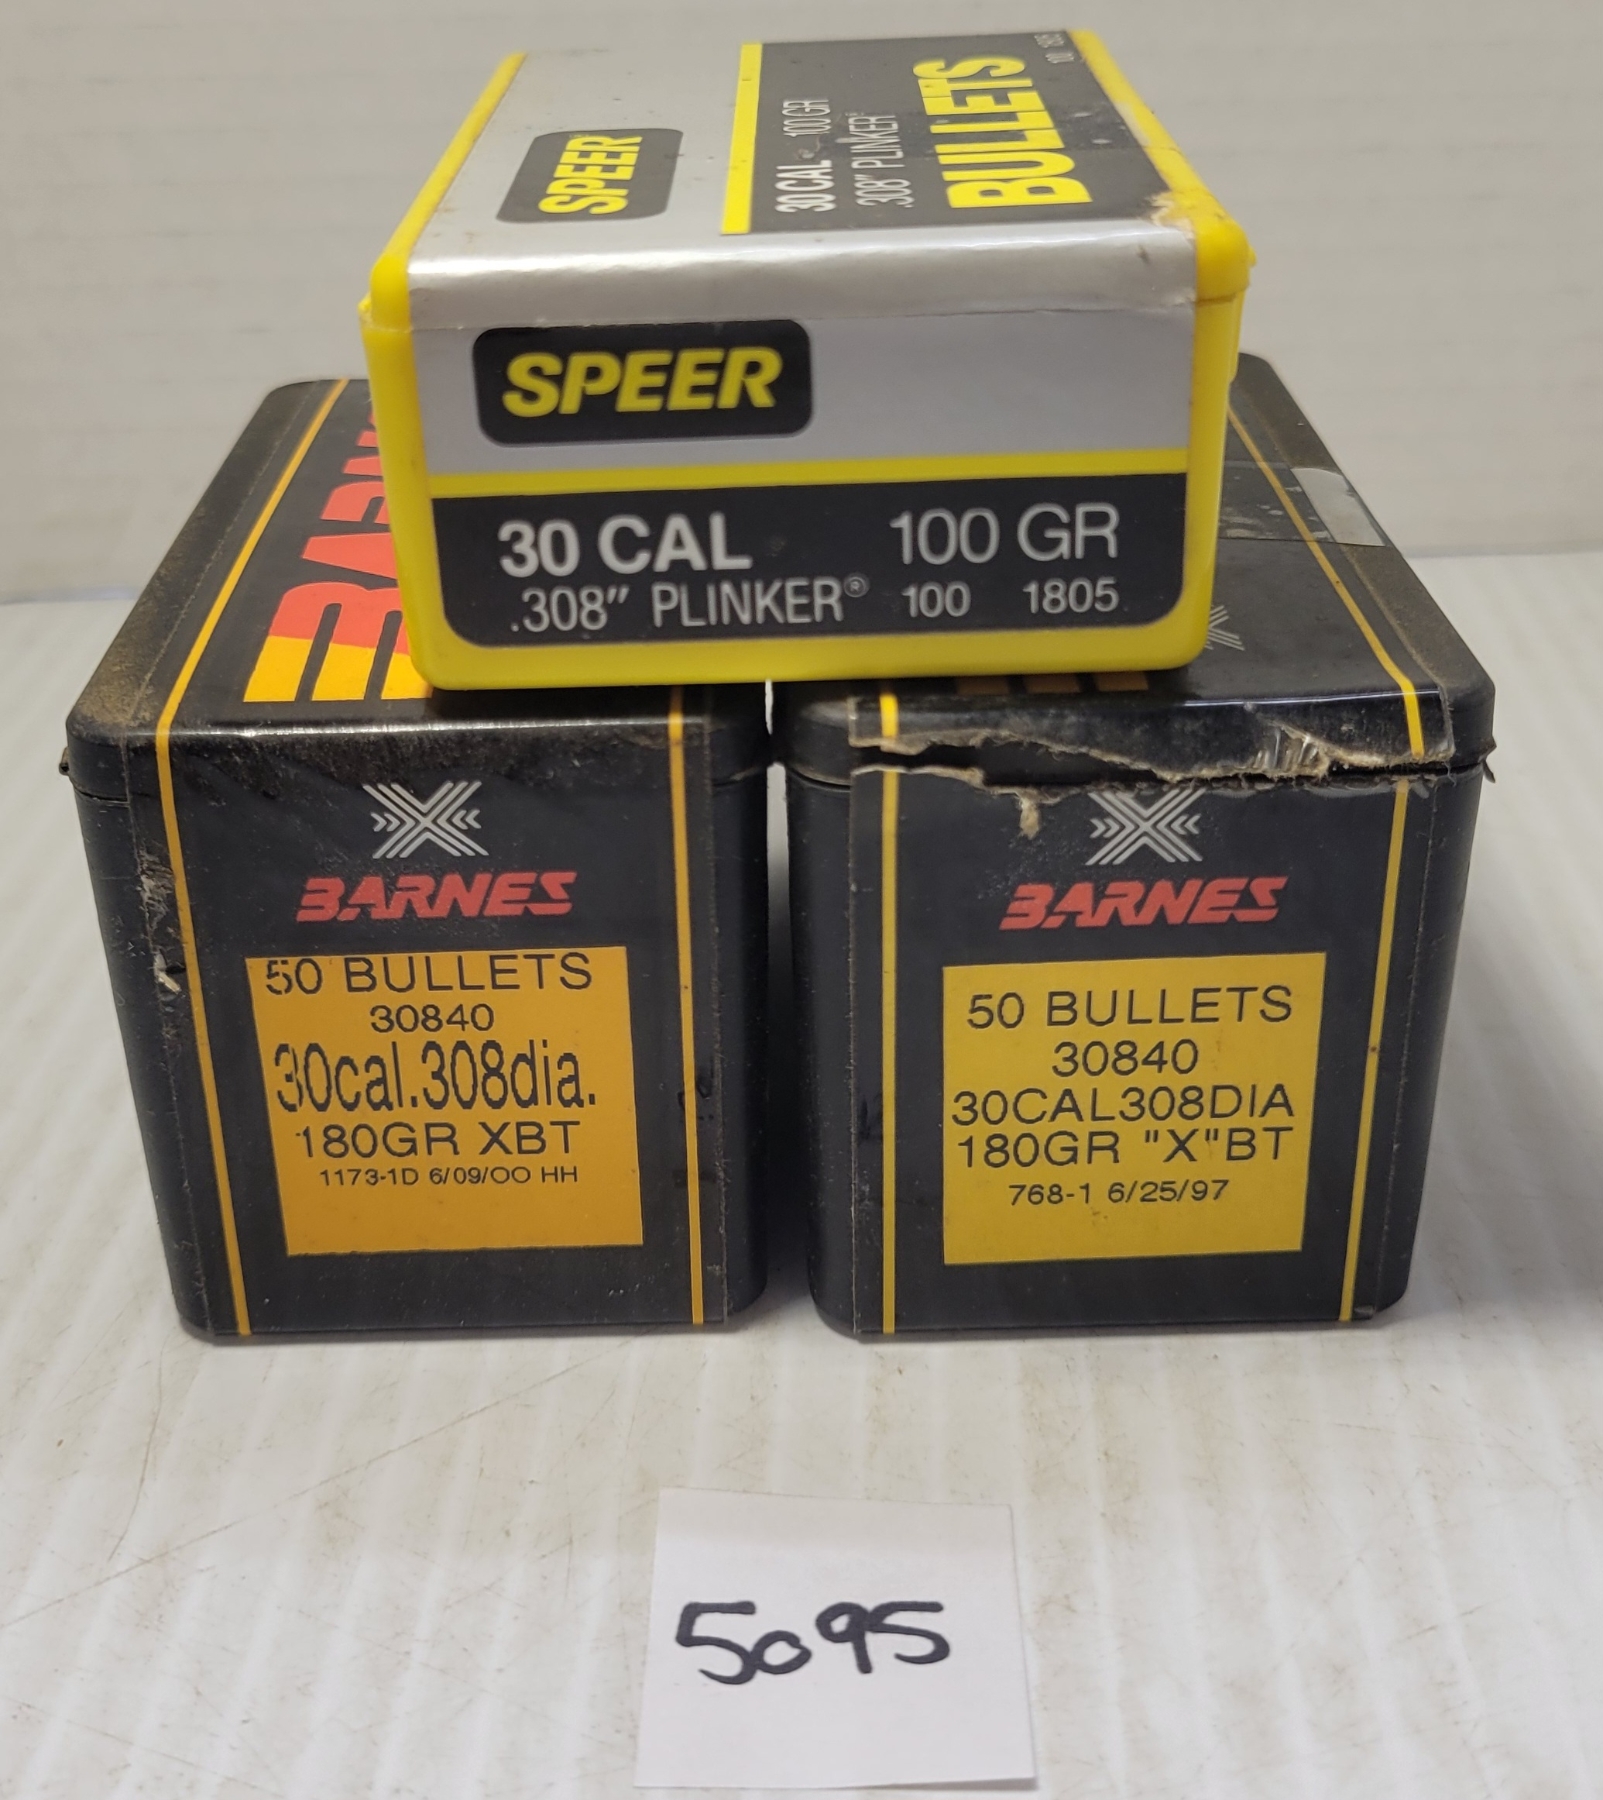 SPEER
30 CAL 100 GR
.308" PLINKER®
BULLETS
SPEER
30 CAL 100 GR
.308" PLINKER® 100 1805
BARNES
50 BULLETS
30840
30cal.308dia.
180GR XBT
1173-1D 6/09/OO HH
BARNES
50 BULLETS
30840
30CAL308DIA
180GR "X"BT
768-1 6/25/97
5095